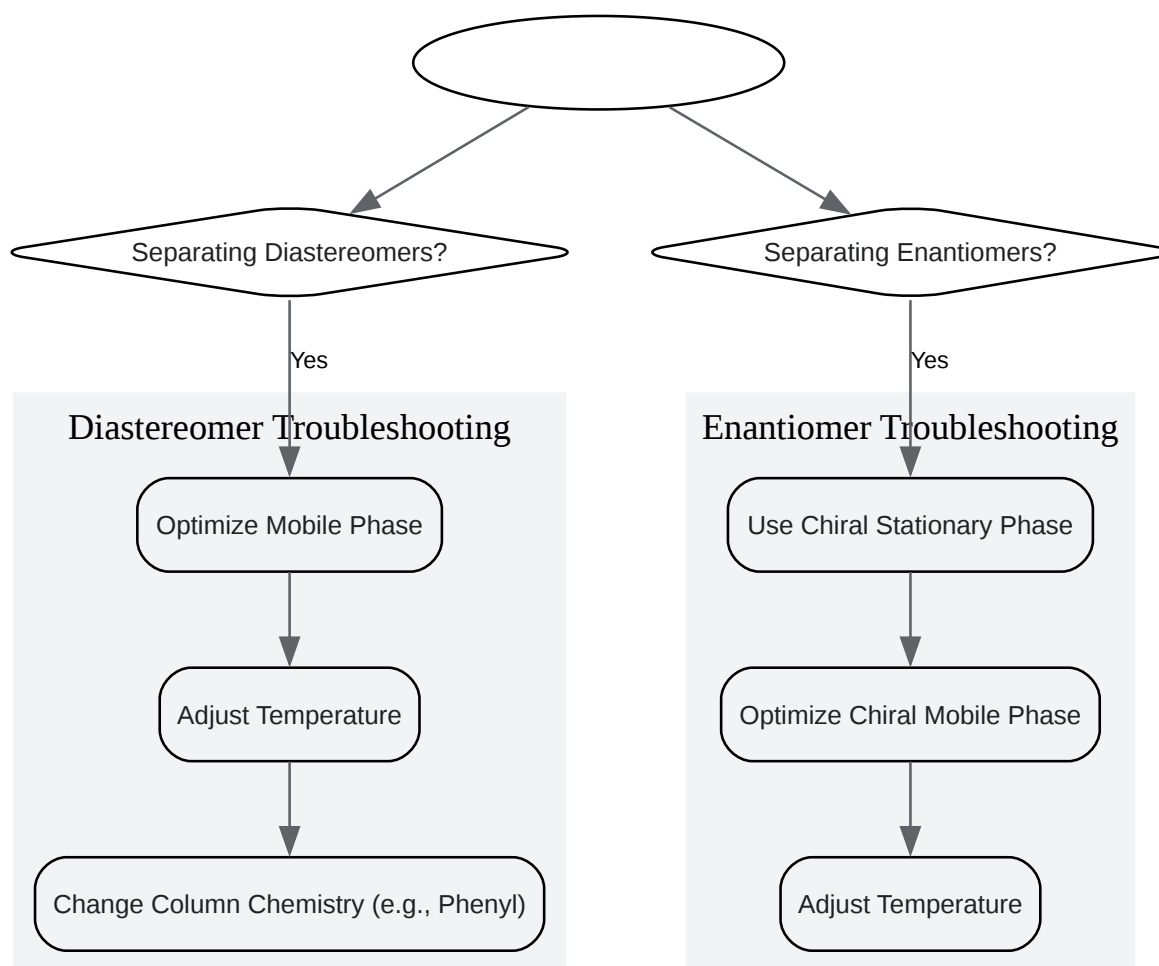 Separating Diastereomers?
Separating Enantiomers?
Yes
Yes
Diastereomer Troubleshooting
Enantiomer Troubleshooting
Optimize Mobile Phase
Use Chiral Stationary Phase
Adjust Temperature
Optimize Chiral Mobile Phase
Change Column Chemistry (e.g., Phenyl)
Adjust Temperature